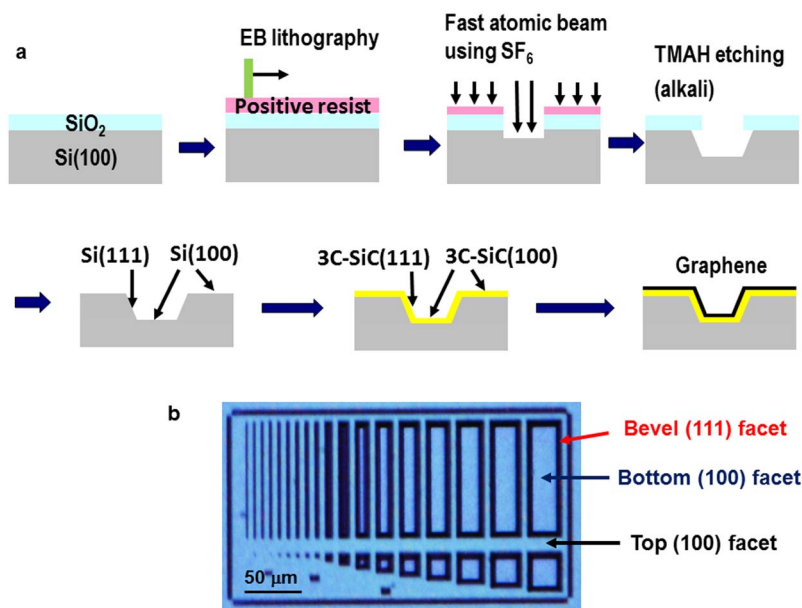 a
EB lithography
Fast atomic beam
using SF6
TMAH etching
(alkali)
Positive resist
SiO2
Si(100)
Si(111)
Si(100)
3C-SiC(111)
3C-SiC(100)
Graphene
b
Bevel (111) facet
Bottom (100) facet
Top (100) facet
50 μm